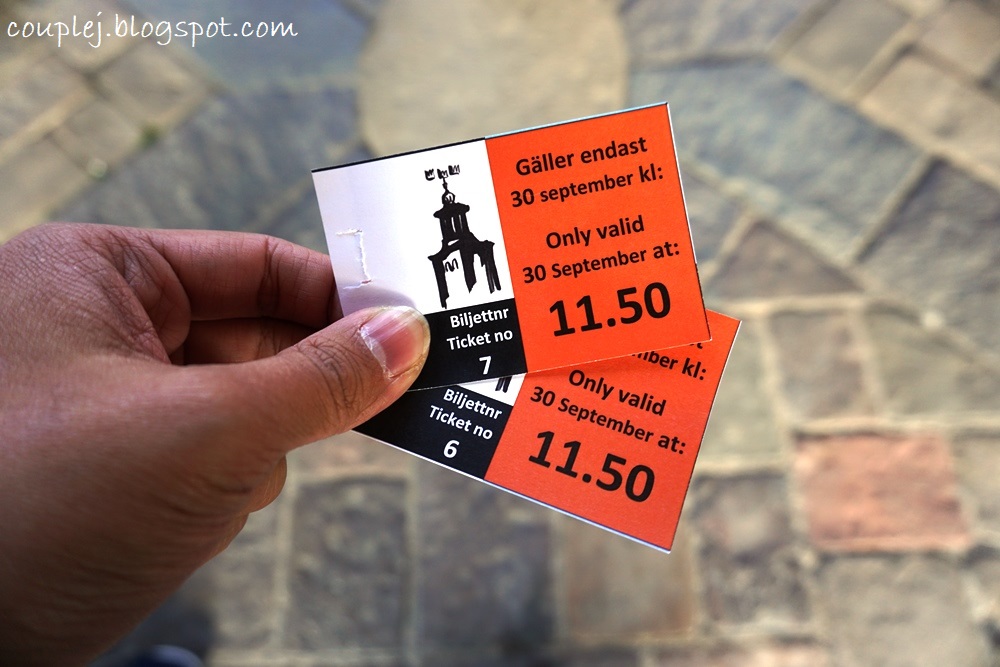 couplej.blogspot.com
Gäller endast
30 september kl:
Only valid
30 September at:
11.50
Biljettnr
Ticket no
7
kl:
Only valid
30 September at:
11.50
Biljettnr
Ticket no
6